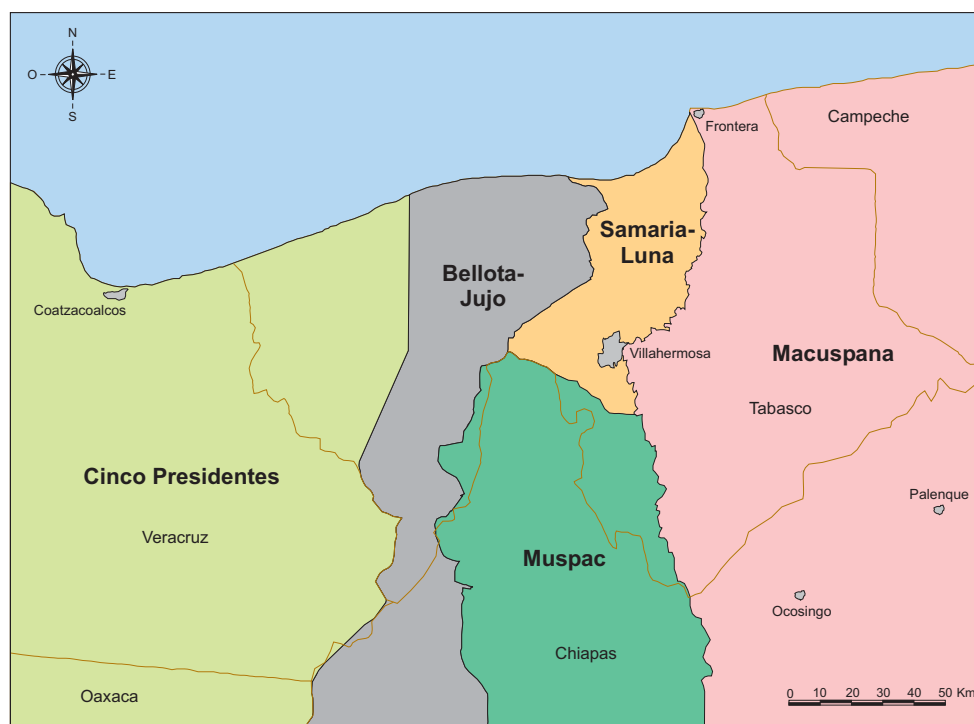 N
O
E
S
Frontera
Campeche
Samaria-
Luna
Bellota-
Jujo
Coatzacoalcos
Villahermosa
Macuspana
Tabasco
Cinco Presidentes
Palenque
Veracruz
Muspac
Ocosingo
Chiapas
Oaxaca
0 10 20 30 40 50 Km